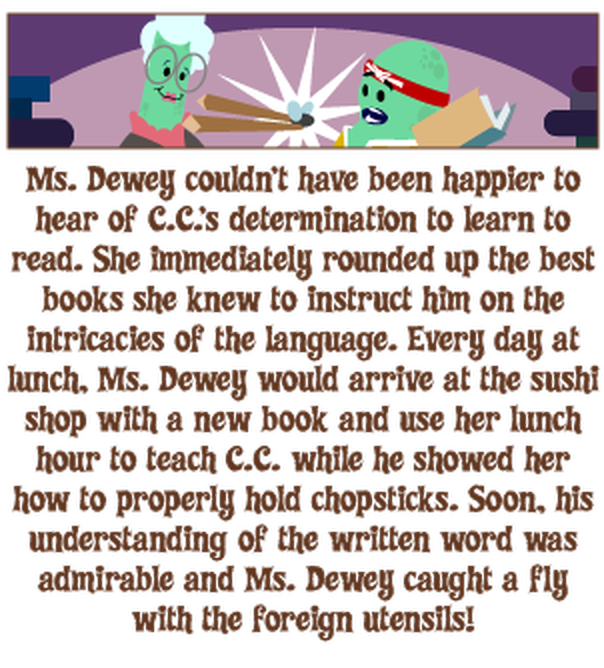 Ms. Dewey couldn't have been happier to
hear of C.C.'s determination to learn to
read. She immediately rounded up the best
books she knew to instruct him on the
intricacies of the language. Every day at
lunch, Ms. Dewey would arrive at the sushi
shop with a new book and use her lunch
hour to teach C.C. while he showed her
how to properly hold chopsticks. Soon, his
understanding of the written word was
admirable and Ms. Dewey caught a fly
with the foreign utensils!